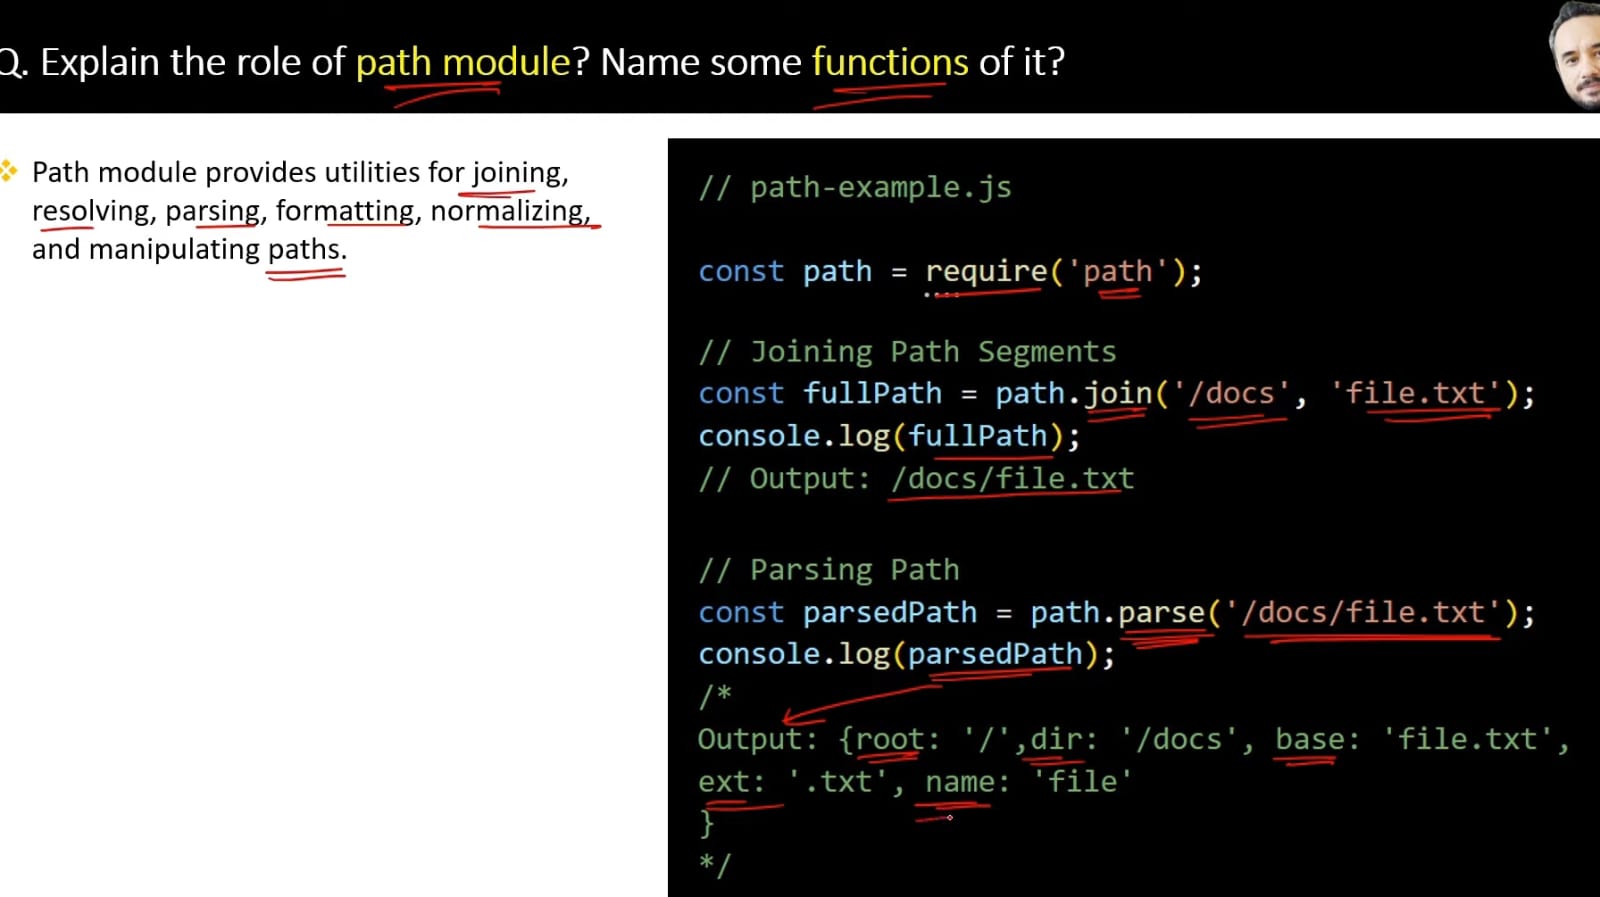 Q. Explain the role of path module? Name some functions of it?
Path module provides utilities for joining,
resolving, parsing, formatting, normalizing,
and manipulating paths.
// path-example.js
const path = require('path');
// Joining Path Segments
const fullPath = path.join('/docs', 'file.txt');
console.log(fullPath);
// Output: /docs/file.txt
// Parsing Path
const parsedPath = path.parse('/docs/file.txt');
console.log(parsedPath);
/*
Output: {root: '/',dir: '/docs', base: 'file.txt',
ext: '.txt', name: 'file'
}
*/